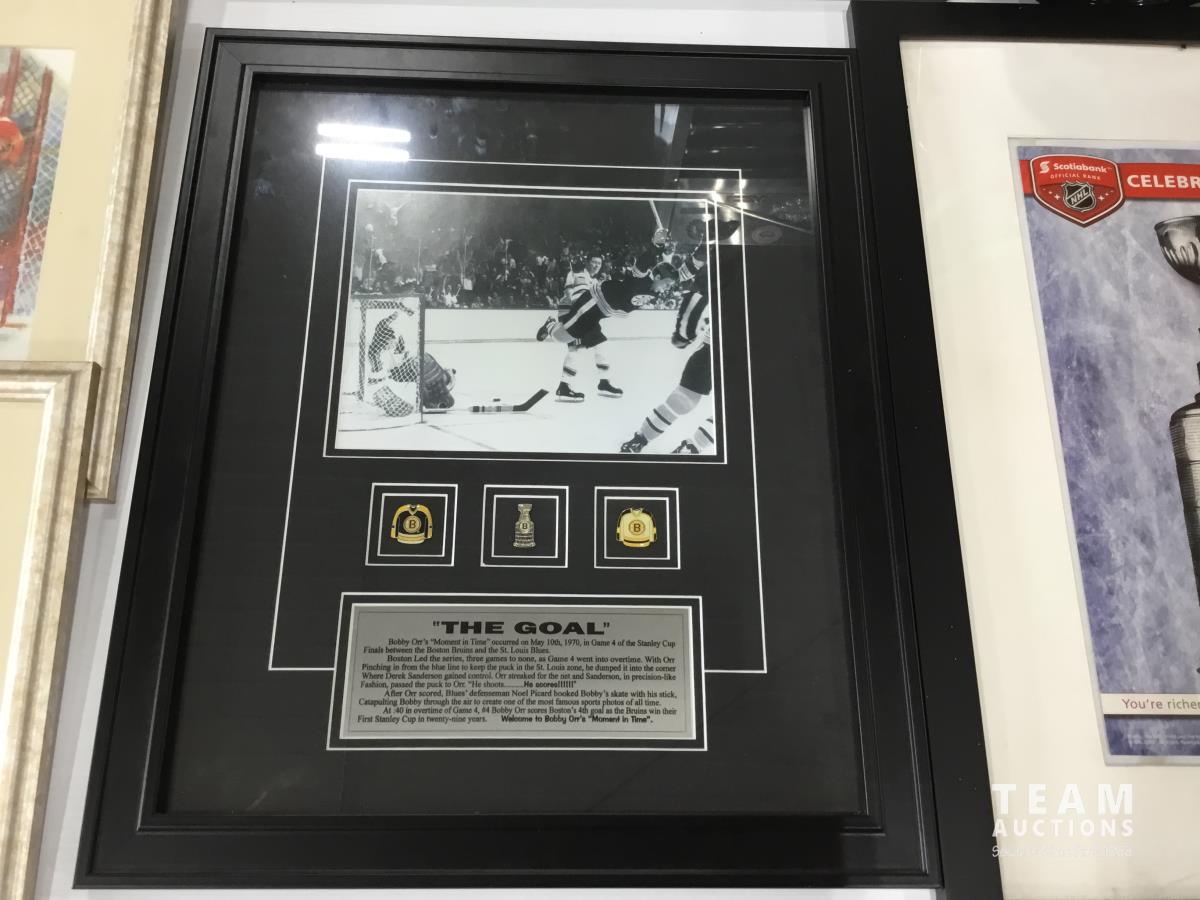 Scotiabank
OFFICIAL BANK
NHL
CELEBR
B
B
B
"THE GOAL"
Bobby Orr's "Moment in Time" occurred on May 10th, 1970, in Game 4 of the Stanley Cup
Finals between the Boston Bruins and the St. Louis Blues.
Boston Led the series, three games to none, as Game 4 went into overtime. With Orr
Pinching in from the blue line to keep the puck in the St. Louis zone, he dumped it into the corner
Where Derek Sanderson gained control. Orr streaked for the net and Sanderson, in precision-like
Fashion, passed the puck to Orr. "He shoots.........He scores!!!!!!"
After Orr scored, Blues' defenseman Noel Picard hooked Bobby's skate with his stick,
Catapulting Bobby through the air to create one of the most famous sports photos of all time.
At :40 in overtime of Game 4, #4 Bobby Orr scores Boston's 4th goal as the Bruins win their
First Stanley Cup in twenty-nine years. Welcome to Bobby Orr's "Moment in Time".
You're richer
TEAM
AUCTIONS